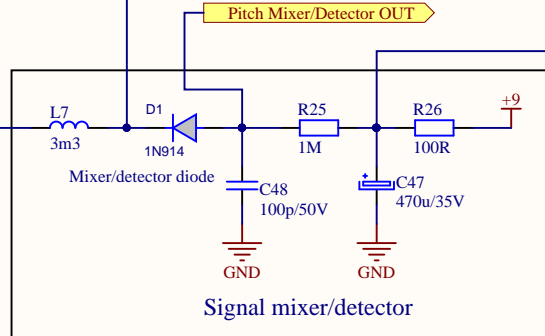 Pitch Mixer/Detector OUT
L7
3m3
D1
1N914
Mixer/detector diode
R25
1M
R26
100R
+9
C48
100p/50V
+
C47
470u/35V
GND
GND
Signal mixer/detector